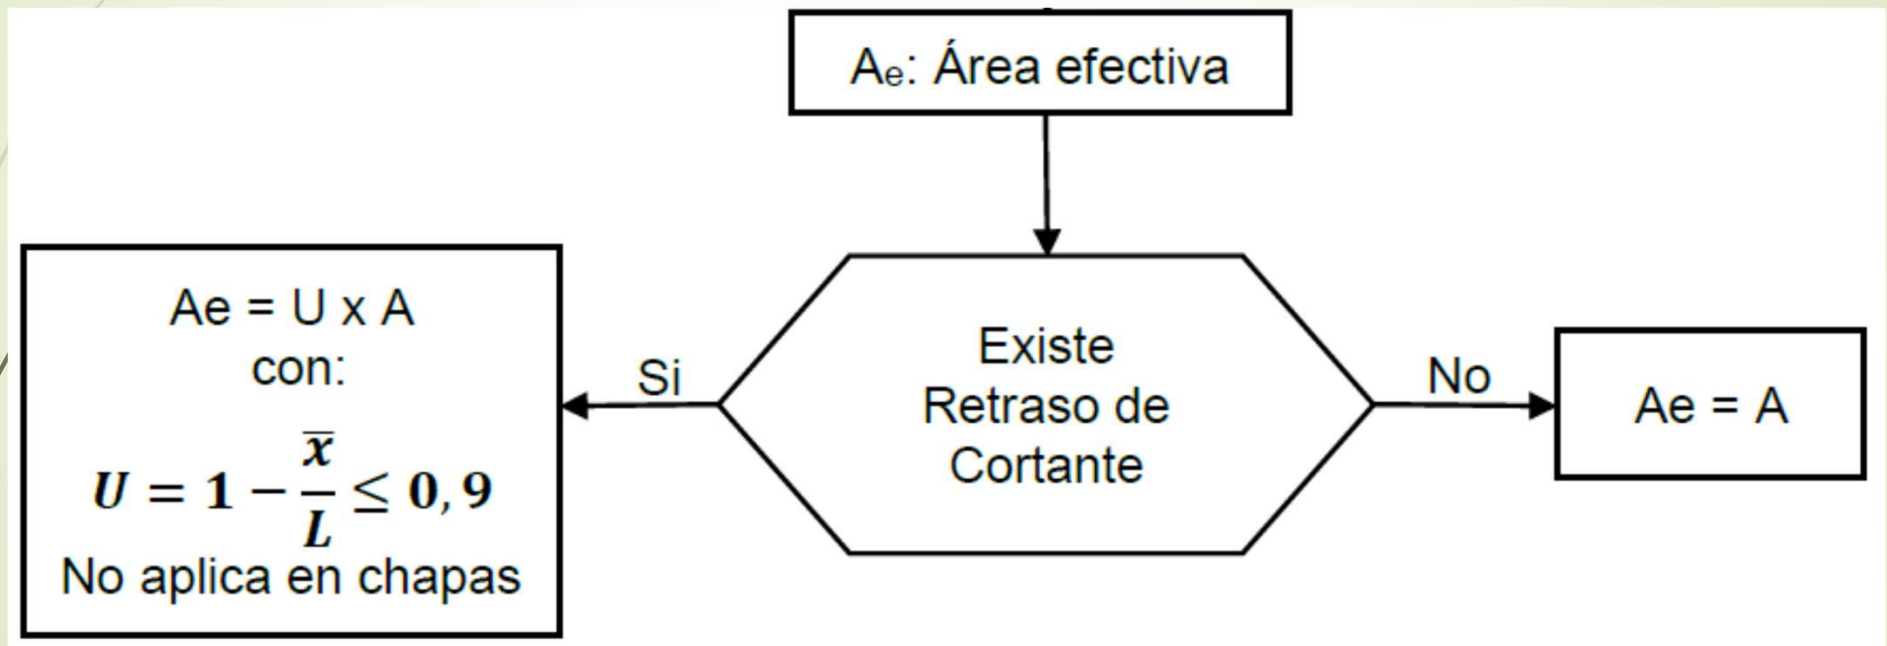 Ae: Área efectiva
Existe
Retraso de
Cortante
Si
No
Ae = U x A
con:
U = 1 − x̅/L ≤ 0,9
No aplica en chapas
Ae = A